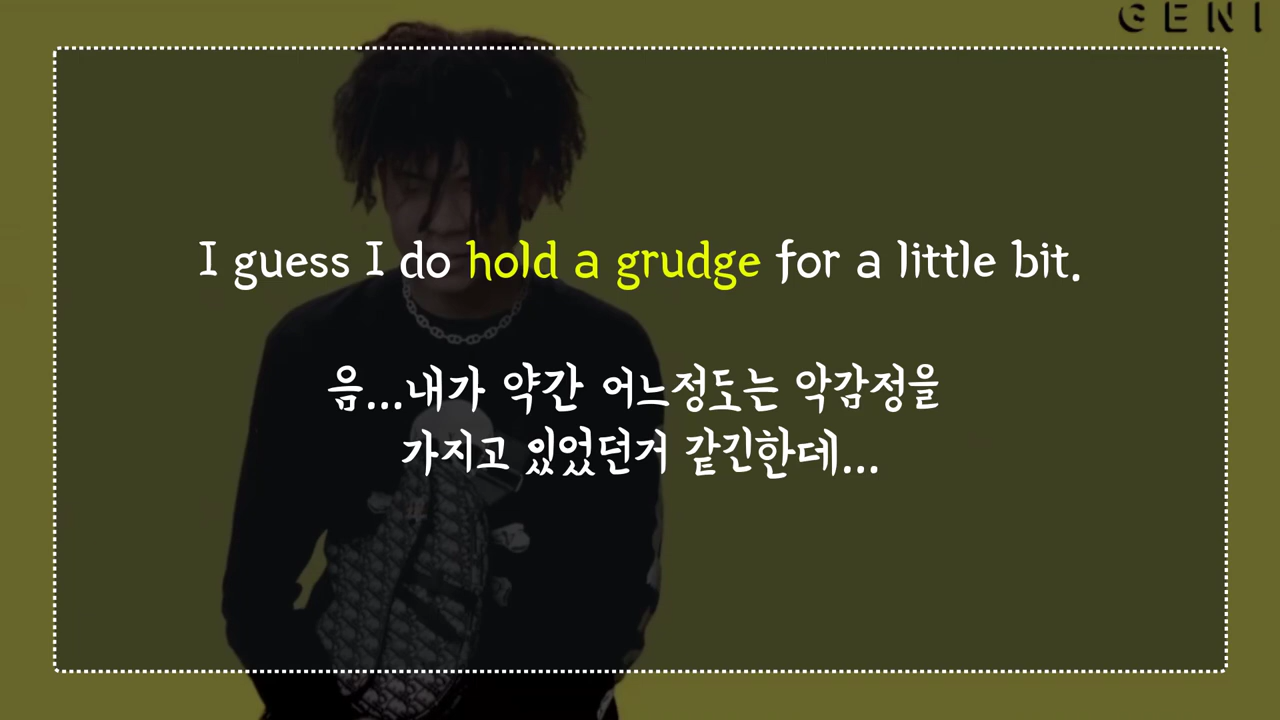 GENI
I guess I do hold a grudge for a little bit.
음...내가 약간 어느정도는 악감정을
가지고 있었던거 같긴한데...